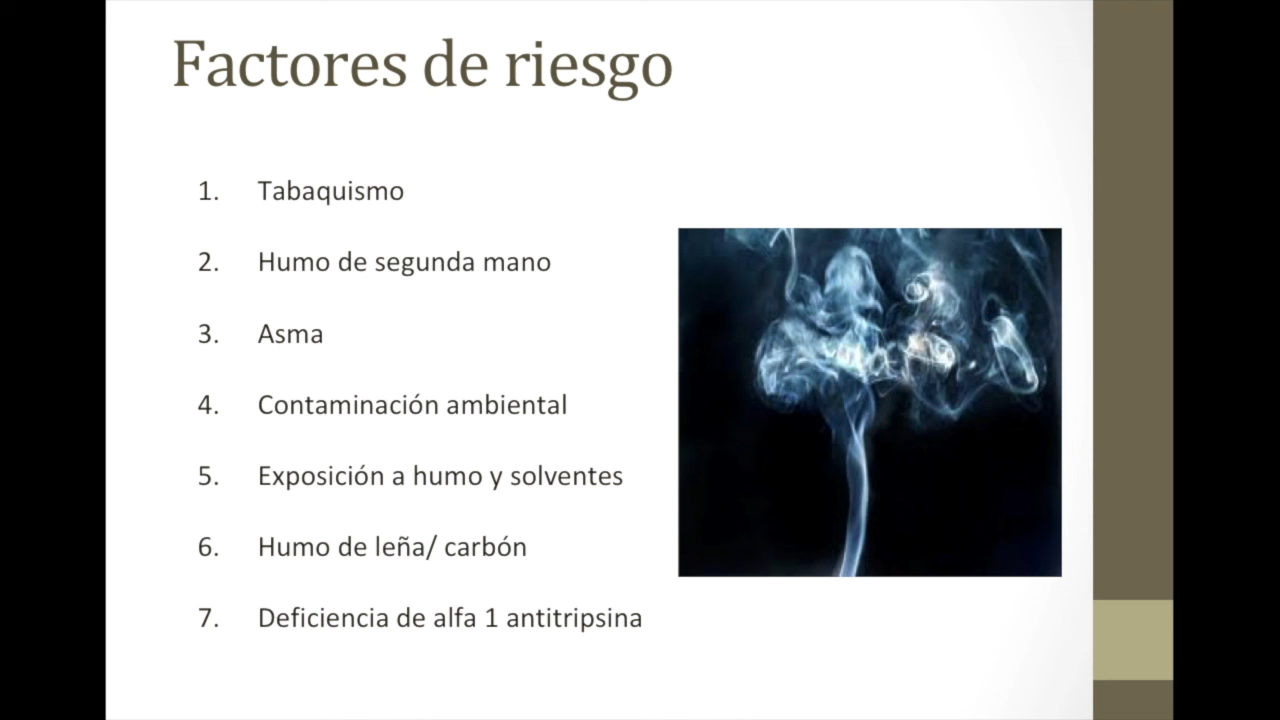 Factores de riesgo
1. Tabaquismo
2. Humo de segunda mano
3. Asma
4. Contaminación ambiental
5. Exposición a humo y solventes
6. Humo de leña/ carbón
7. Deficiencia de alfa 1 antitripsina